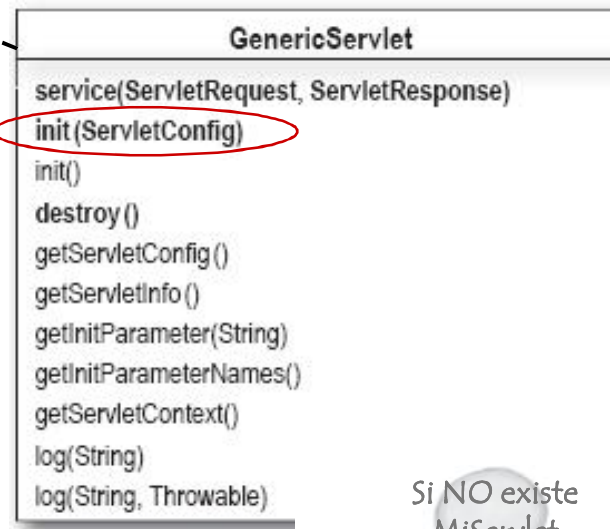 GenericServlet
service(ServletRequest, ServletResponse)
init (ServletConfig)
init()
destroy ()
getServletConfig ()
getServletInfo ()
getInitParameter(String)
getInitParameterNames()
getServletContext()
log(String)
log(String, Throwable)
Si NO existe
MiServlet